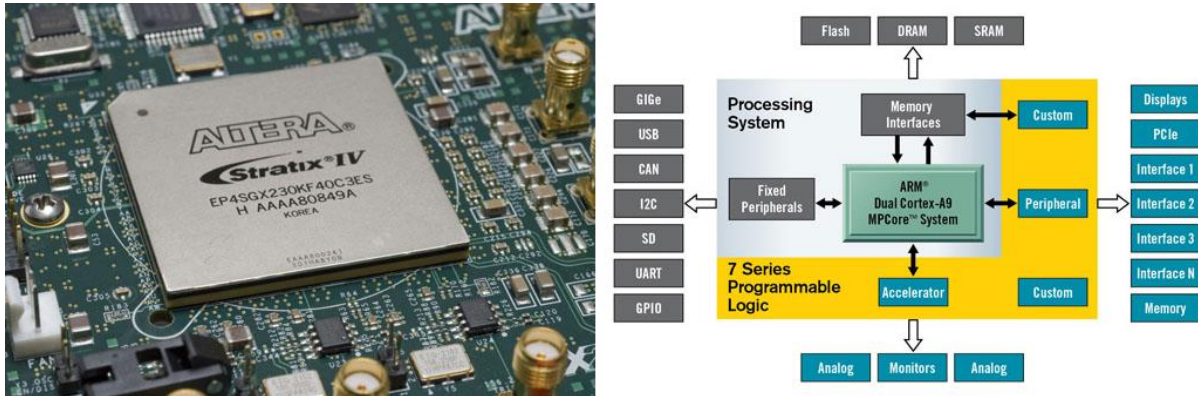 ALTERA®
Stratix® IV
EP4SGX230KF40C3ES
H AAAA80849A
KOREA
Flash
DRAM
SRAM
GIGe
USB
CAN
I2C
SD
UART
GPIO
Processing
System
Memory
Interfaces
Custom
Fixed
Peripherals
ARM®
Dual Cortex-A9
MPCore™ System
Peripheral
7 Series
Programmable
Logic
Accelerator
Custom
Displays
PCIe
Interface 1
Interface 2
Interface 3
Interface N
Memory
Analog
Monitors
Analog